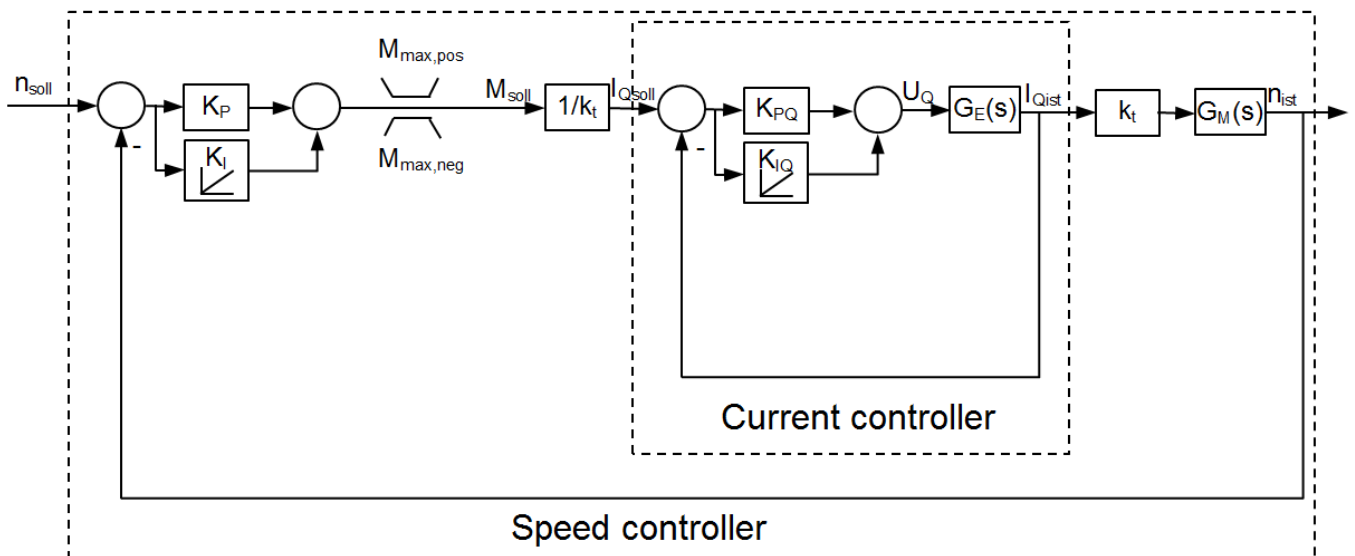 n_soll
-
K_P
K_I
M_max,pos
M_max,neg
M_soll
1/k_t
I_Qsoll
-
K_PQ
K_IQ
U_Q
G_E(s)
I_Qist
k_t
G_M(s)
n_ist
Current controller
Speed controller